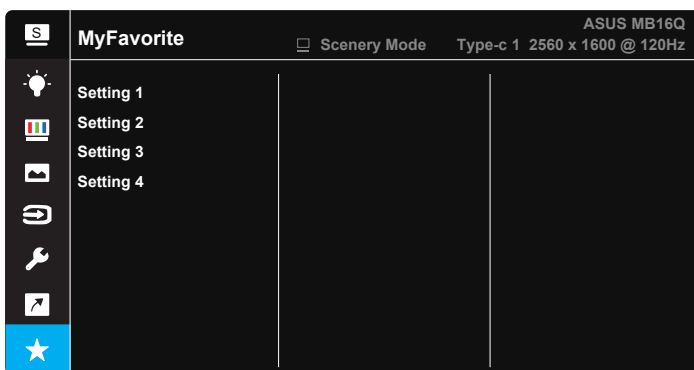 S
MyFavorite
ASUS MB16Q
Scenery Mode
Type-c 1 2560 x 1600 @ 120Hz
Setting 1
Setting 2
Setting 3
Setting 4